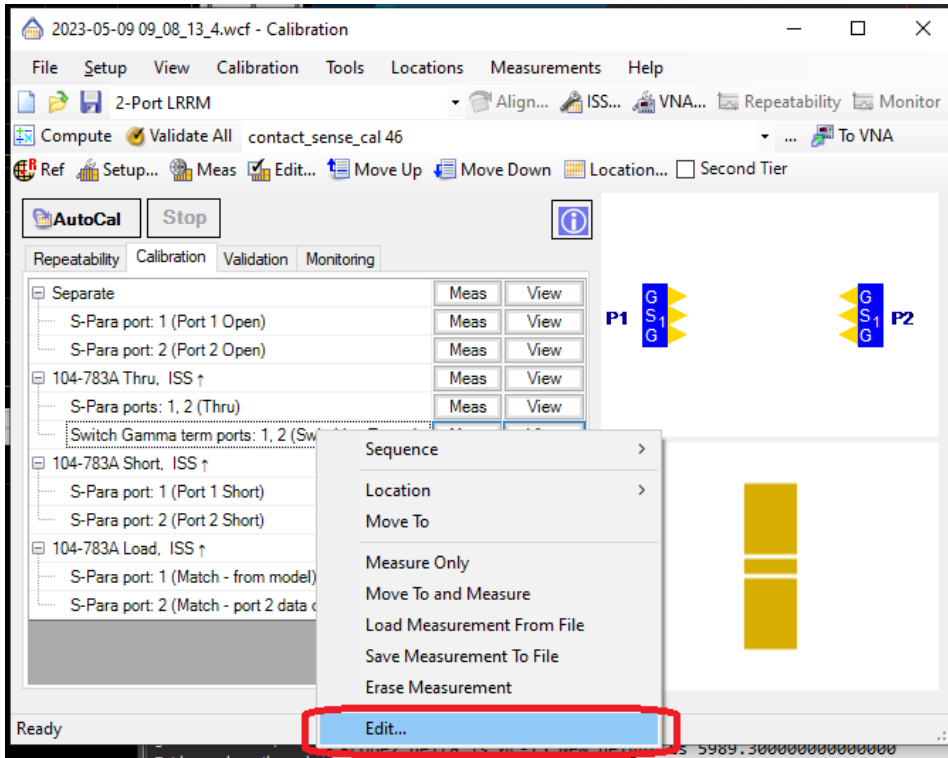 2023-05-09 09_08_13_4.wcf - Calibration
File Setup View Calibration Tools Locations Measurements Help
2-Port LRRM Align... ISS... VNA... Repeatability Monitor
Compute Validate All contact_sense_cal 46 ... To VNA
Ref Setup... Meas Edit... Move Up Move Down Location... Second Tier
AutoCal Stop
Repeatability Calibration Validation Monitoring
Separate Meas View
S-Para port: 1 (Port 1 Open) Meas View
S-Para port: 2 (Port 2 Open) Meas View
104-783A Thru, ISS ↑ Meas View
S-Para ports: 1, 2 (Thru) Meas View
Switch Gamma term ports: 1, 2 (Sw
104-783A Short, ISS ↑
S-Para port: 1 (Port 1 Short)
S-Para port: 2 (Port 2 Short)
104-783A Load, ISS ↑
S-Para port: 1 (Match - from model)
S-Para port: 2 (Match - port 2 data
P1 G S1 G
G S1 G P2
Sequence
Location
Move To
Measure Only
Move To and Measure
Load Measurement From File
Save Measurement To File
Erase Measurement
Edit...
Ready
5989.300000000000000